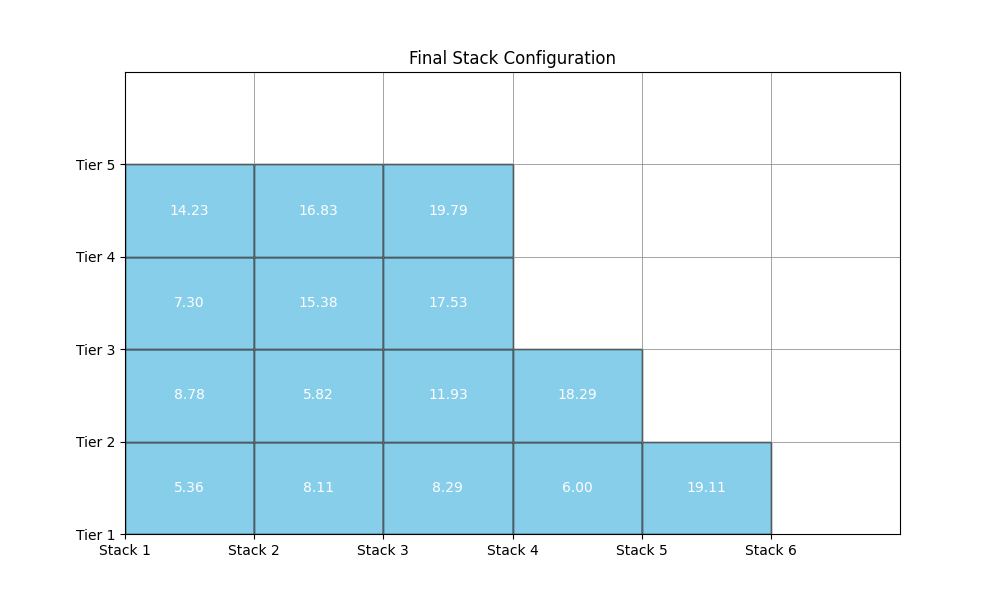 Final Stack Configuration
Tier 5
14.23 16.83 19.79
Tier 4
7.30 15.38 17.53
Tier 3
8.78 5.82 11.93 18.29
Tier 2
5.36 8.11 8.29 6.00 19.11
Tier 1
Stack 1 Stack 2 Stack 3 Stack 4 Stack 5 Stack 6